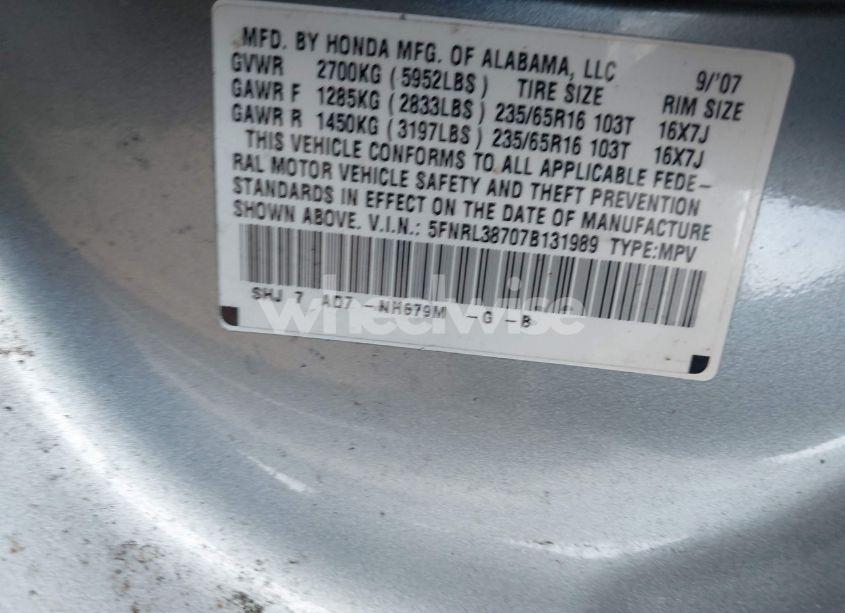 MFD. BY HONDA MFG. OF ALABAMA, LLC 9/'07
GVWR 2700KG (5952LBS) TIRE SIZE RIM SIZE
GAWR F 1285KG (2833LBS) 235/65R16 103T 16X7J
GAWR R 1450KG (3197LBS) 235/65R16 103T 16X7J
THIS VEHICLE CONFORMS TO ALL APPLICABLE FEDE-
RAL MOTOR VEHICLE SAFETY AND THEFT PREVENTION
STANDARDS IN EFFECT ON THE DATE OF MANUFACTURE
SHOWN ABOVE. V.I.N.: 5FNRL38707B131989 TYPE:MPV
SHJ 7 AD7-NH679M -G -B
wheelwise